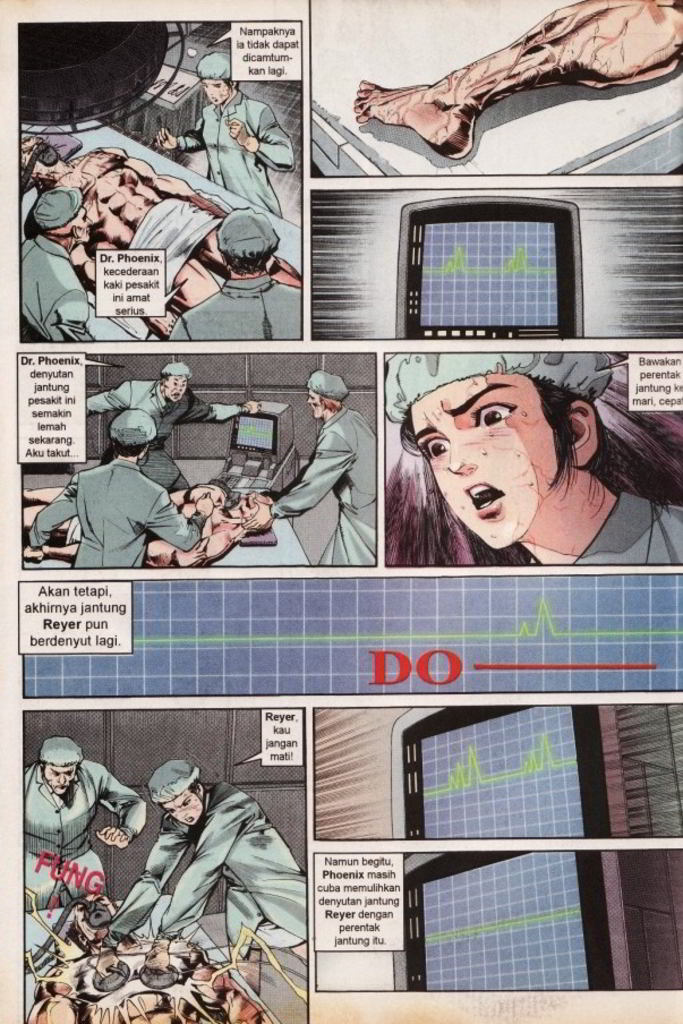 Nampaknya
ia tidak dapat
dicamtum-
kan lagi.
Dr. Phoenix,
kecederaan
kaki pesakit
ini amat
serius.
Dr. Phoenix,
denyutan
jantung
pesakit ini
semakin
lemah
sekarang.
Aku takut...
Bawakan
perentak
jantung ke
mari, cepat
Akan tetapi,
akhirnya jantung
Reyer pun
berdenyut lagi.
DO
Reyer,
kau
jangan
mati!
FUNG
!
Namun begitu,
Phoenix masih
cuba memulihkan
denyutan jantung
Reyer dengan
perentak
jantung itu.